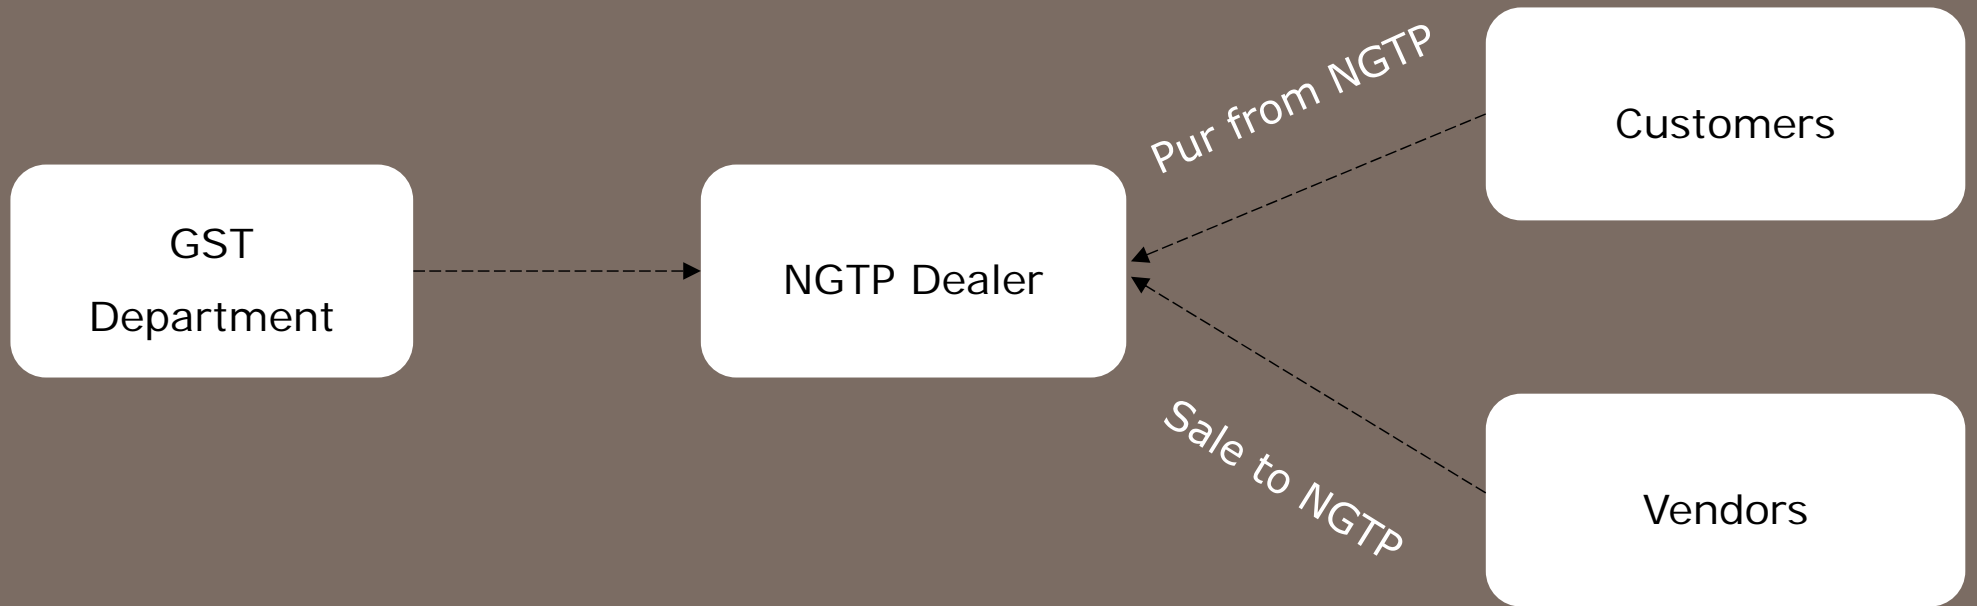 GST
Department
NGTP Dealer
Pur from NGTP
Customers
Sale to NGTP
Vendors